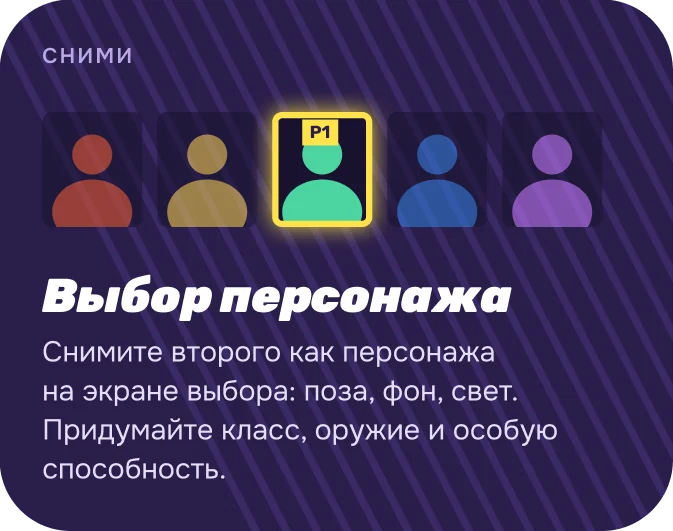 СНИМИ
P1
Выбор персонажа
Снимите второго как персонажа
на экране выбора: поза, фон, свет.
Придумайте класс, оружие и особую
способность.